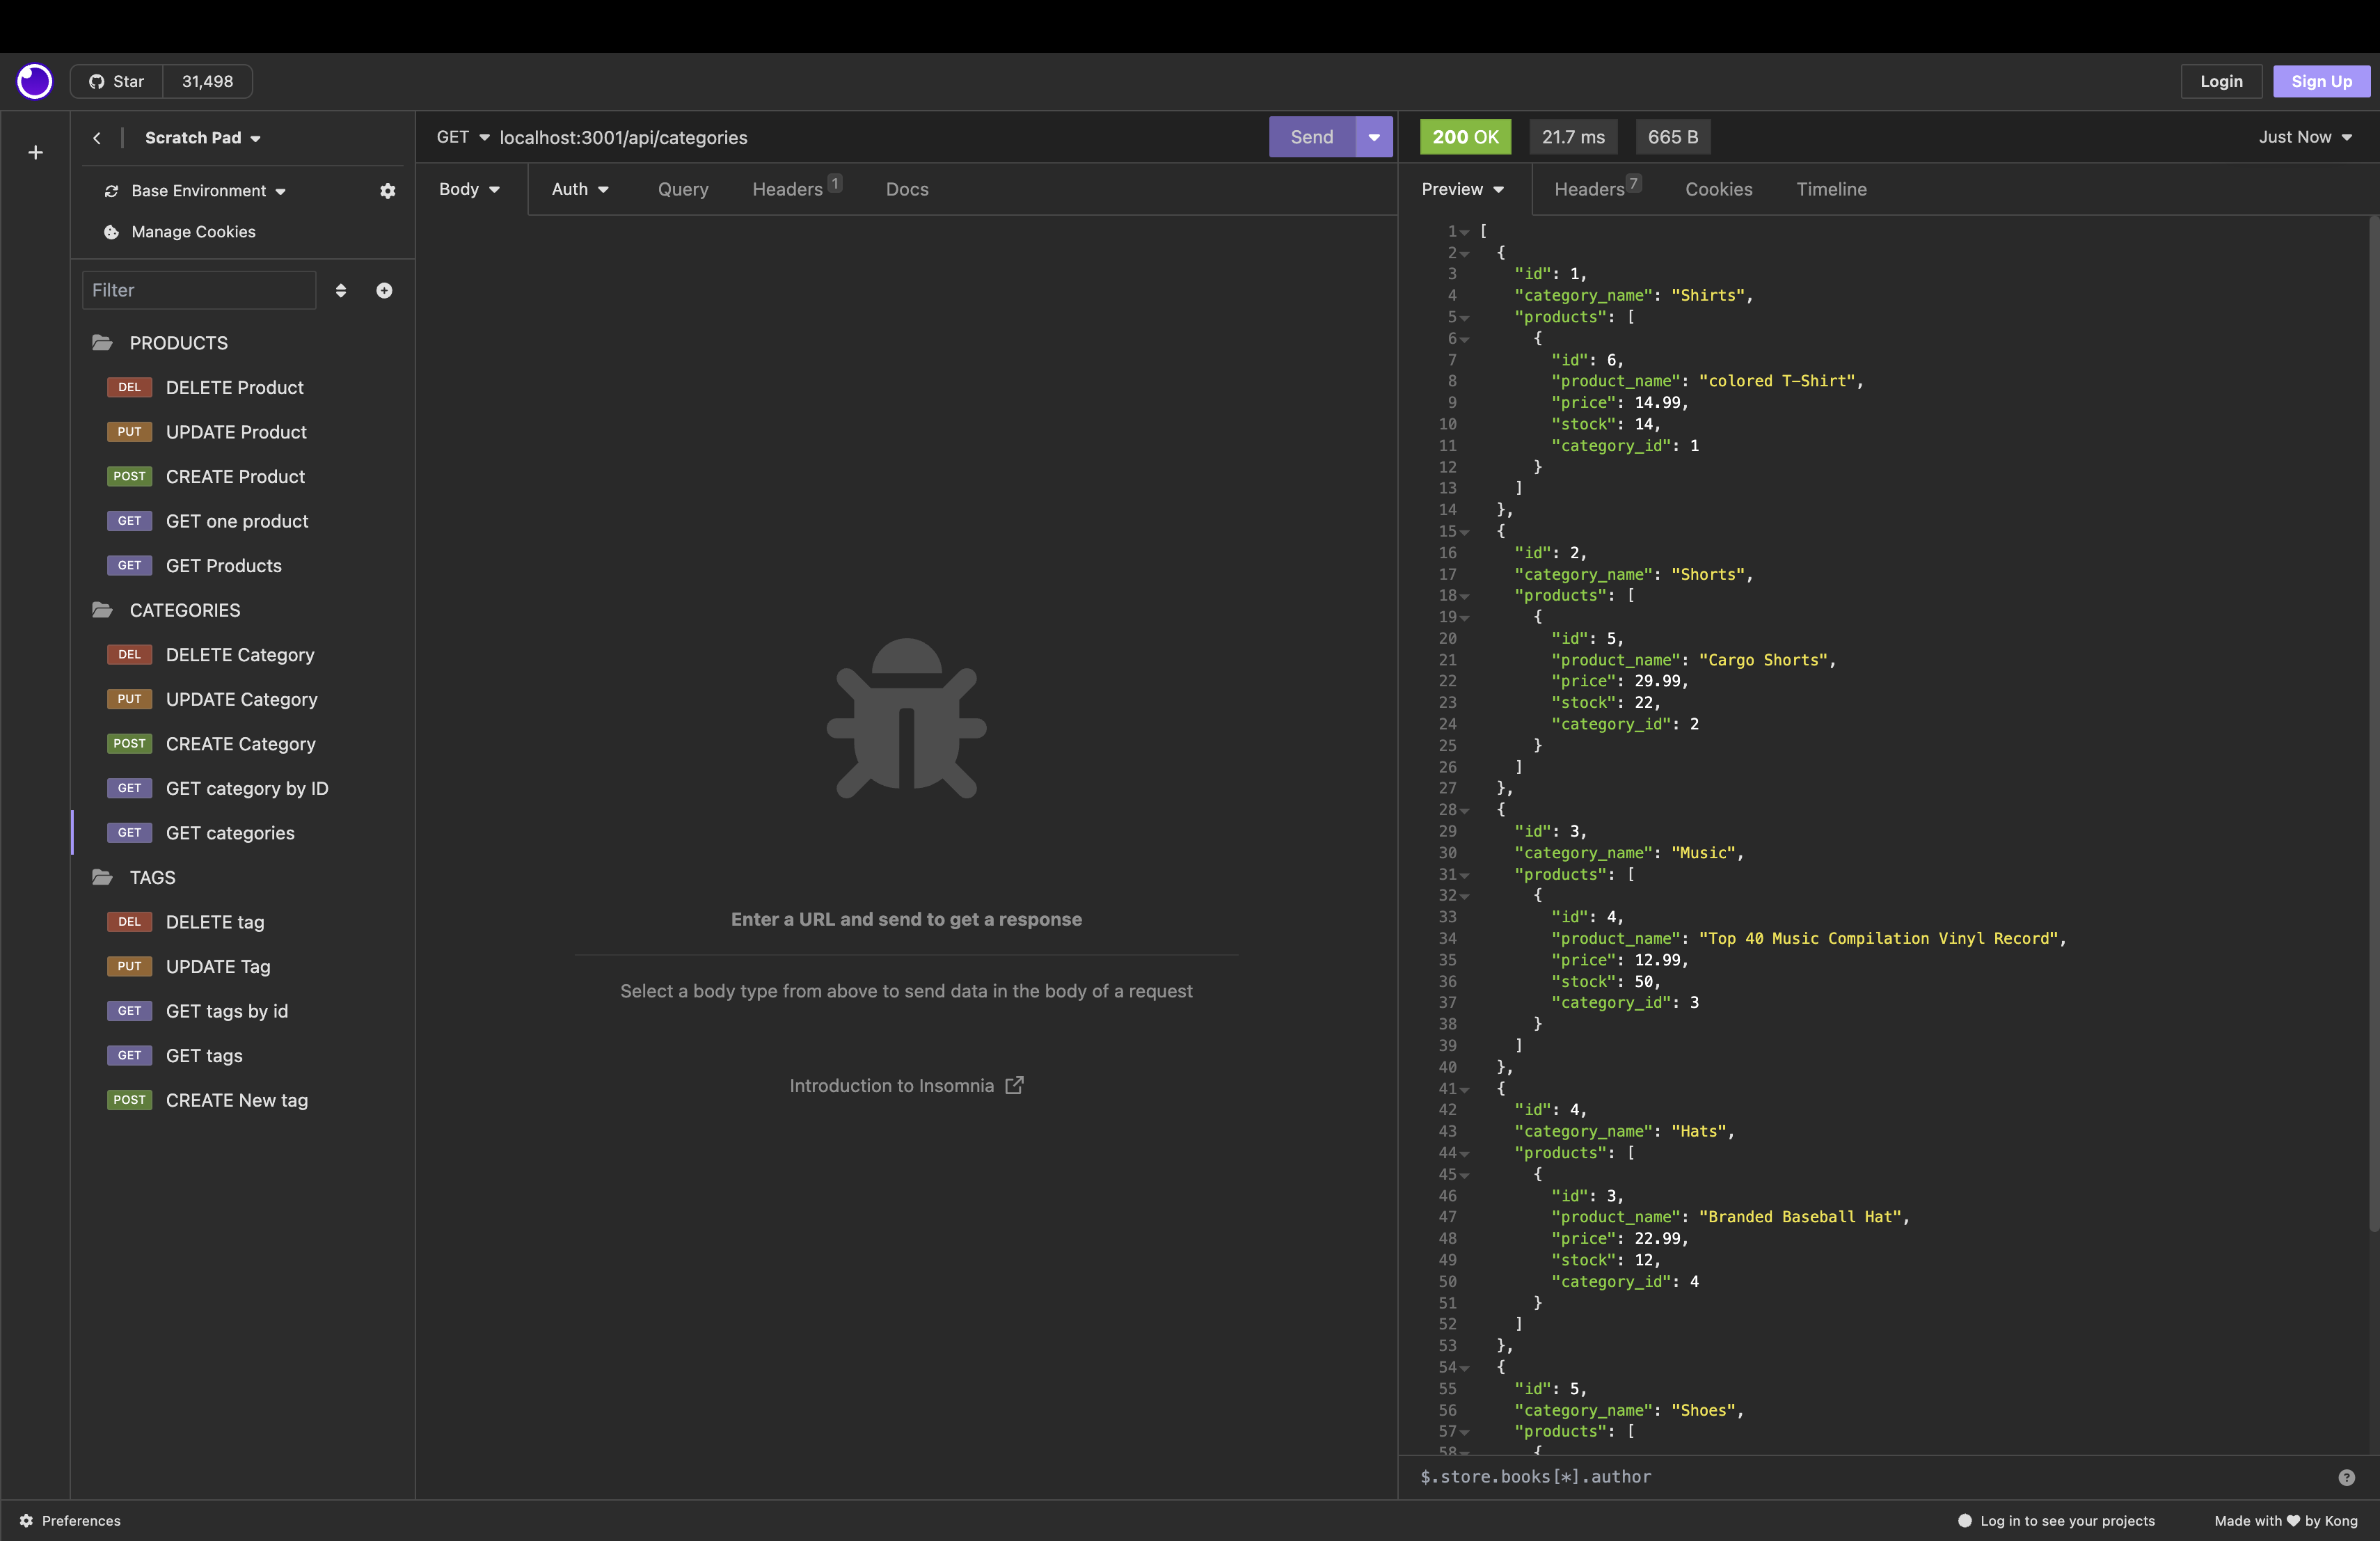 Star 31,498
Login Sign Up
Scratch Pad
Base Environment
Manage Cookies
Filter
PRODUCTS
DEL DELETE Product
PUT UPDATE Product
POST CREATE Product
GET GET one product
GET GET Products
CATEGORIES
DEL DELETE Category
PUT UPDATE Category
POST CREATE Category
GET GET category by ID
GET GET categories
TAGS
DEL DELETE tag
PUT UPDATE Tag
GET GET tags by id
GET GET tags
POST CREATE New tag
GET localhost:3001/api/categories Send
Body Auth Query Headers 1 Docs
Enter a URL and send to get a response
Select a body type from above to send data in the body of a request
Introduction to Insomnia
200 OK 21.7 ms 665 B Just Now
Preview Headers 7 Cookies Timeline
1 [
2 {
3 "id": 1,
4 "category_name": "Shirts",
5 "products": [
6 {
7 "id": 6,
8 "product_name": "colored T-Shirt",
9 "price": 14.99,
10 "stock": 14,
11 "category_id": 1
12 }
13 ]
14 },
15 {
16 "id": 2,
17 "category_name": "Shorts",
18 "products": [
19 {
20 "id": 5,
21 "product_name": "Cargo Shorts",
22 "price": 29.99,
23 "stock": 22,
24 "category_id": 2
25 }
26 ]
27 },
28 {
29 "id": 3,
30 "category_name": "Music",
31 "products": [
32 {
33 "id": 4,
34 "product_name": "Top 40 Music Compilation Vinyl Record",
35 "price": 12.99,
36 "stock": 50,
37 "category_id": 3
38 }
39 ]
40 },
41 {
42 "id": 4,
43 "category_name": "Hats",
44 "products": [
45 {
46 "id": 3,
47 "product_name": "Branded Baseball Hat",
48 "price": 22.99,
49 "stock": 12,
50 "category_id": 4
51 }
52 ]
53 },
54 {
55 "id": 5,
56 "category_name": "Shoes",
57 "products": [
58 {
$.store.books[*].author
Preferences
Log in to see your projects
Made with ♥ by Kong